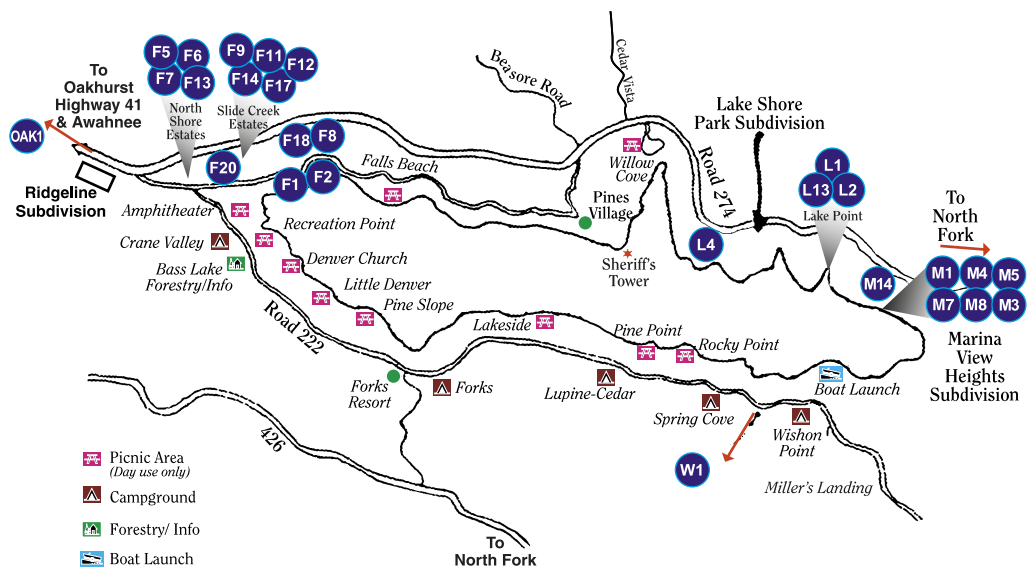 To
Oakhurst
Highway 41
& Awahnee
OAK1
Ridgeline
Subdivision
F5
F6
F7
F13
North
Shore
Estates
F9
F11
F12
F14
F17
Slide Creek
Estates
F20
F18
F8
F1
F2
Falls Beach
Beasore Road
Cedar Vista
Willow
Cove
Pines
Village
Sheriff's
Tower
Road 274
Lake Shore
Park Subdivision
L4
L1
L13
L2
Lake Point
To
North
Fork
M14
M1
M4
M5
M7
M8
M3
Marina
View
Heights
Subdivision
Amphitheater
Recreation Point
Crane Valley
Bass Lake
Forestry/Info
Denver Church
Little Denver
Pine Slope
Road 222
Lakeside
Pine Point
Rocky Point
Boat Launch
Forks
Resort
Forks
Lupine-Cedar
Spring Cove
Wishon
Point
W1
Miller's Landing
426
To
North Fork
Picnic Area
(Day use only)
Campground
Forestry/ Info
Boat Launch